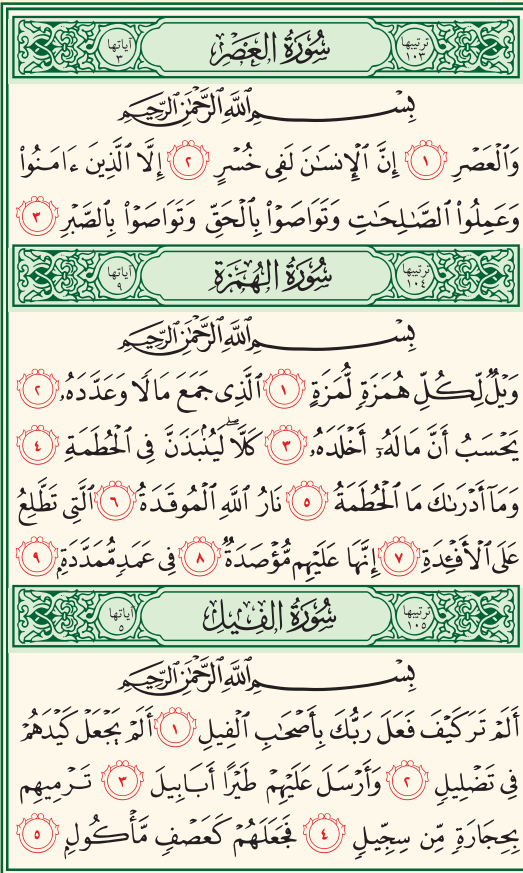 ترتيبها ١٠٣ سُورَةُ الْعَصْرِ آياتها ٣
بِسْمِ ٱللَّهِ ٱلرَّحْمَٰنِ ٱلرَّحِيمِ
وَٱلْعَصْرِ ١ إِنَّ ٱلْإِنسَٰنَ لَفِى خُسْرٍ ٢ إِلَّا ٱلَّذِينَ ءَامَنُوا۟
وَعَمِلُوا۟ ٱلصَّٰلِحَٰتِ وَتَوَاصَوْا۟ بِٱلْحَقِّ وَتَوَاصَوْا۟ بِٱلصَّبْرِ ٣
ترتيبها ١٠٤ سُورَةُ الْهُمَزَةِ آياتها ٩
بِسْمِ ٱللَّهِ ٱلرَّحْمَٰنِ ٱلرَّحِيمِ
وَيْلٌ لِّكُلِّ هُمَزَةٍ لُّمَزَةٍ ١ ٱلَّذِى جَمَعَ مَالًا وَعَدَّدَهُۥ ٢
يَحْسَبُ أَنَّ مَالَهُۥٓ أَخْلَدَهُۥ ٣ كَلَّا ۖ لَيُنۢبَذَنَّ فِى ٱلْحُطَمَةِ ٤
وَمَآ أَدْرَىٰكَ مَا ٱلْحُطَمَةُ ٥ نَارُ ٱللَّهِ ٱلْمُوقَدَةُ ٦ ٱلَّتِى تَطَّلِعُ
عَلَى ٱلْأَفْـِٔدَةِ ٧ إِنَّهَا عَلَيْهِم مُّؤْصَدَةٌ ٨ فِى عَمَدٍ مُّمَدَّدَةٍۭ ٩
ترتيبها ١٠٥ سُورَةُ الْفِيلِ آياتها ٥
بِسْمِ ٱللَّهِ ٱلرَّحْمَٰنِ ٱلرَّحِيمِ
أَلَمْ تَرَ كَيْفَ فَعَلَ رَبُّكَ بِأَصْحَٰبِ ٱلْفِيلِ ١ أَلَمْ يَجْعَلْ كَيْدَهُمْ
فِى تَضْلِيلٍ ٢ وَأَرْسَلَ عَلَيْهِمْ طَيْرًا أَبَابِيلَ ٣ تَرْمِيهِم
بِحِجَارَةٍ مِّن سِجِّيلٍ ٤ فَجَعَلَهُمْ كَعَصْفٍ مَّأْكُولٍۭ ٥